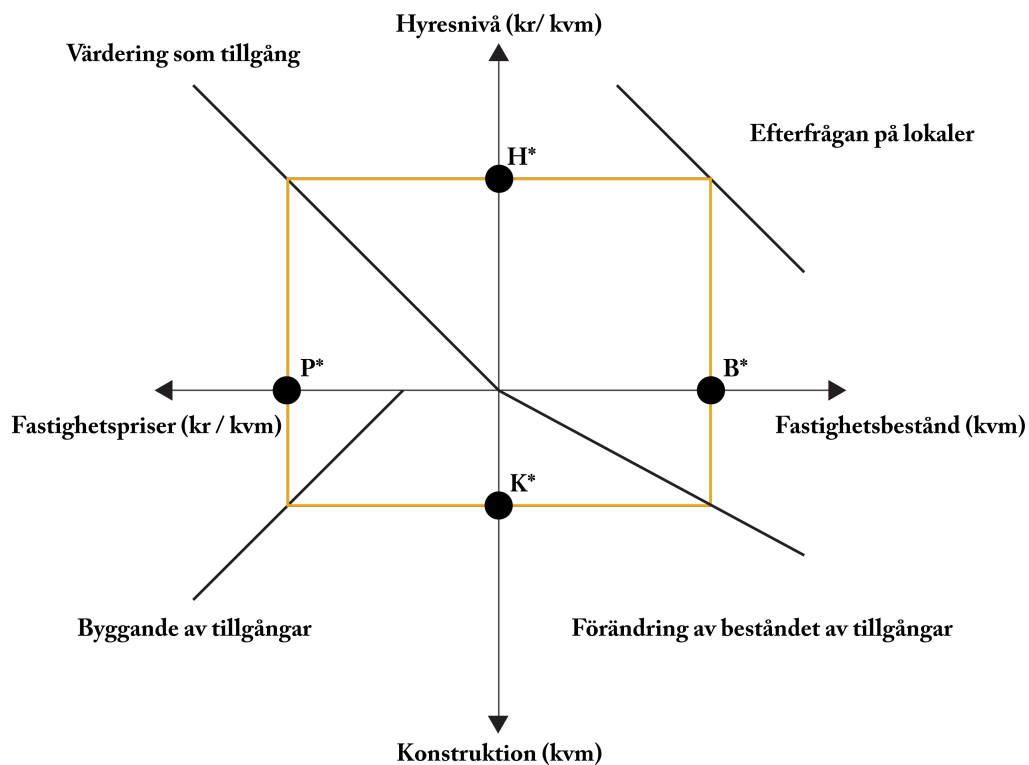 Hyresnivå (kr/ kvm)
Värdering som tillgång
Efterfrågan på lokaler
H*
P*
B*
Fastighetspriser (kr / kvm)
Fastighetsbestånd (kvm)
K*
Byggande av tillgångar
Förändring av beståndet av tillgångar
Konstruktion (kvm)